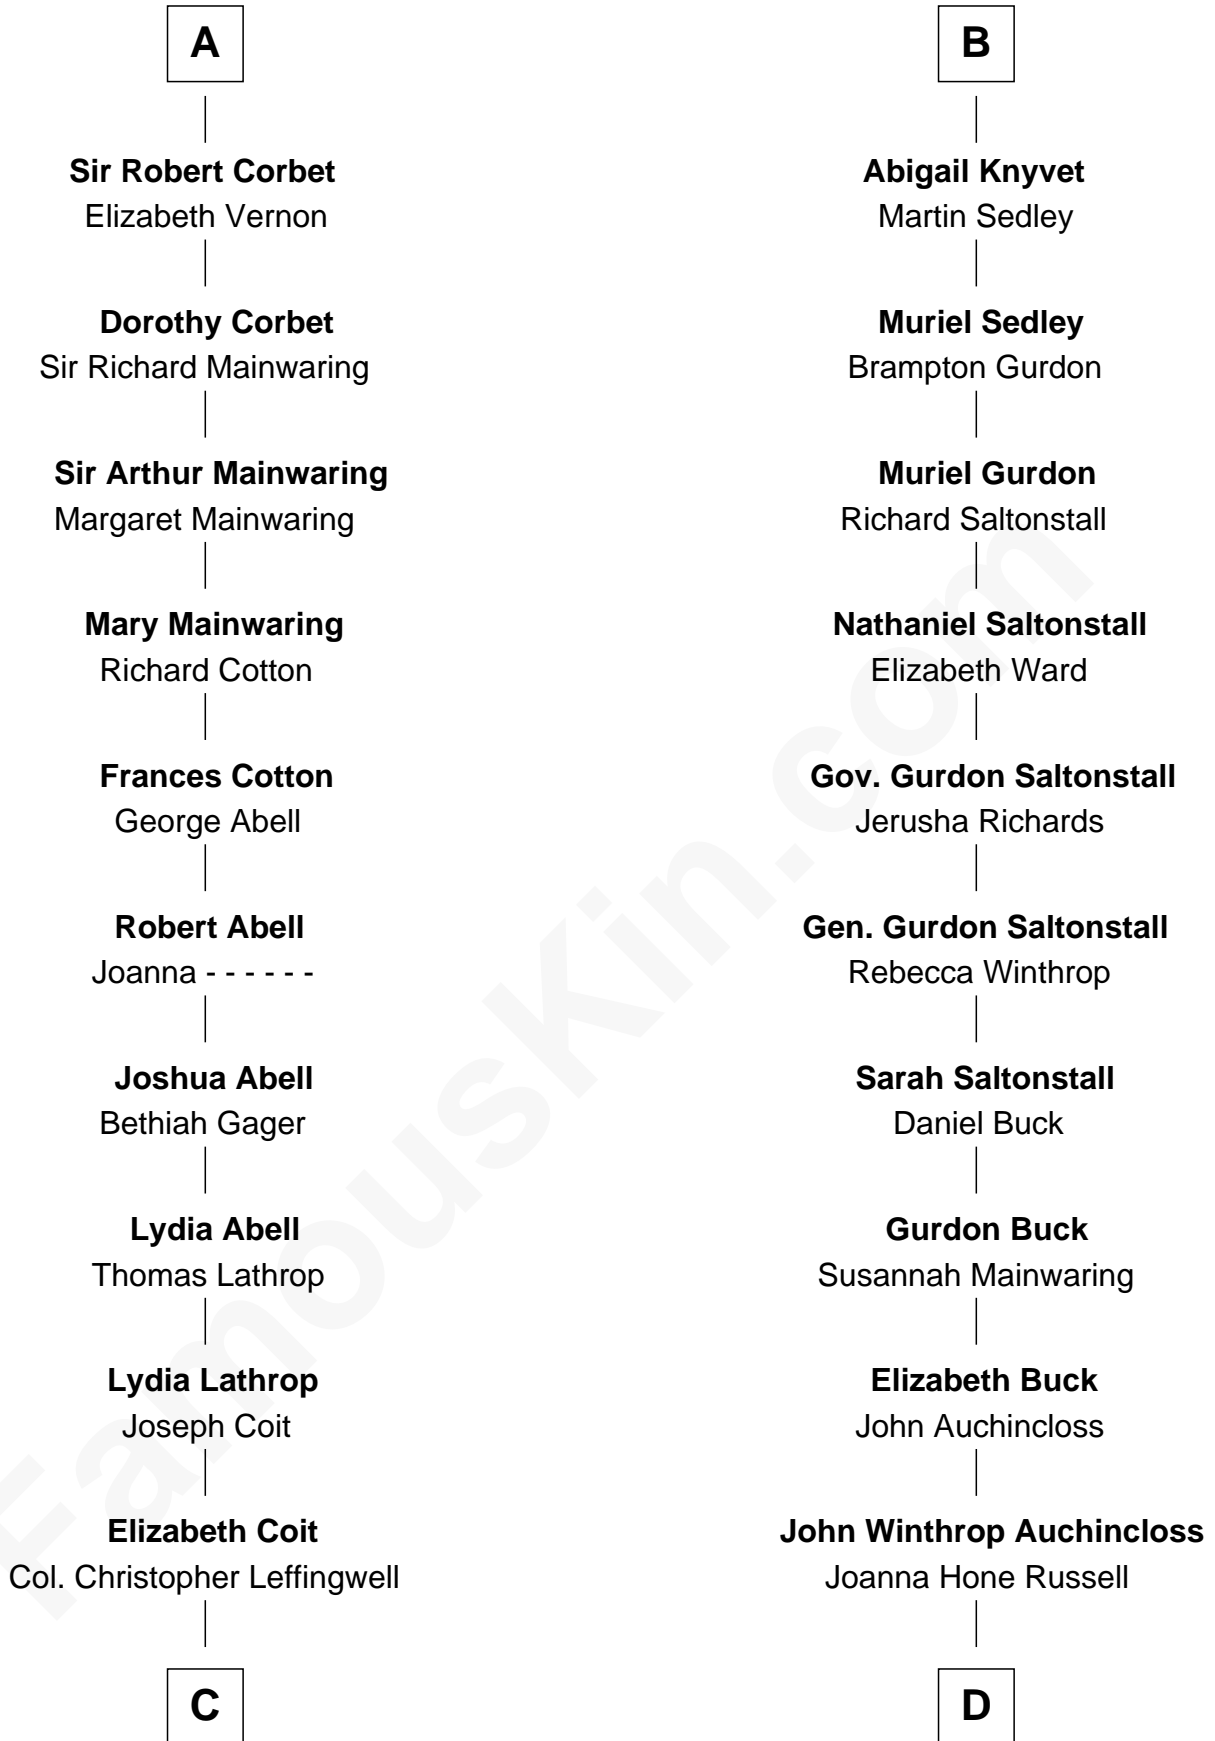 A
Sir Robert Corbet
Elizabeth Vernon
Dorothy Corbet
Sir Richard Mainwaring
Sir Arthur Mainwaring
Margaret Mainwaring
Mary Mainwaring
Richard Cotton
Frances Cotton
George Abell
Robert Abell
Joanna - - - - - -
Joshua Abell
Bethiah Gager
Lydia Abell
Thomas Lathrop
Lydia Lathrop
Joseph Coit
Elizabeth Coit
Col. Christopher Leffingwell
C
B
Abigail Knyvet
Martin Sedley
Muriel Sedley
Brampton Gurdon
Muriel Gurdon
Richard Saltonstall
Nathaniel Saltonstall
Elizabeth Ward
Gov. Gurdon Saltonstall
Jerusha Richards
Gen. Gurdon Saltonstall
Rebecca Winthrop
Sarah Saltonstall
Daniel Buck
Gurdon Buck
Susannah Mainwaring
Elizabeth Buck
John Auchincloss
John Winthrop Auchincloss
Joanna Hone Russell
D
FamousKin.com